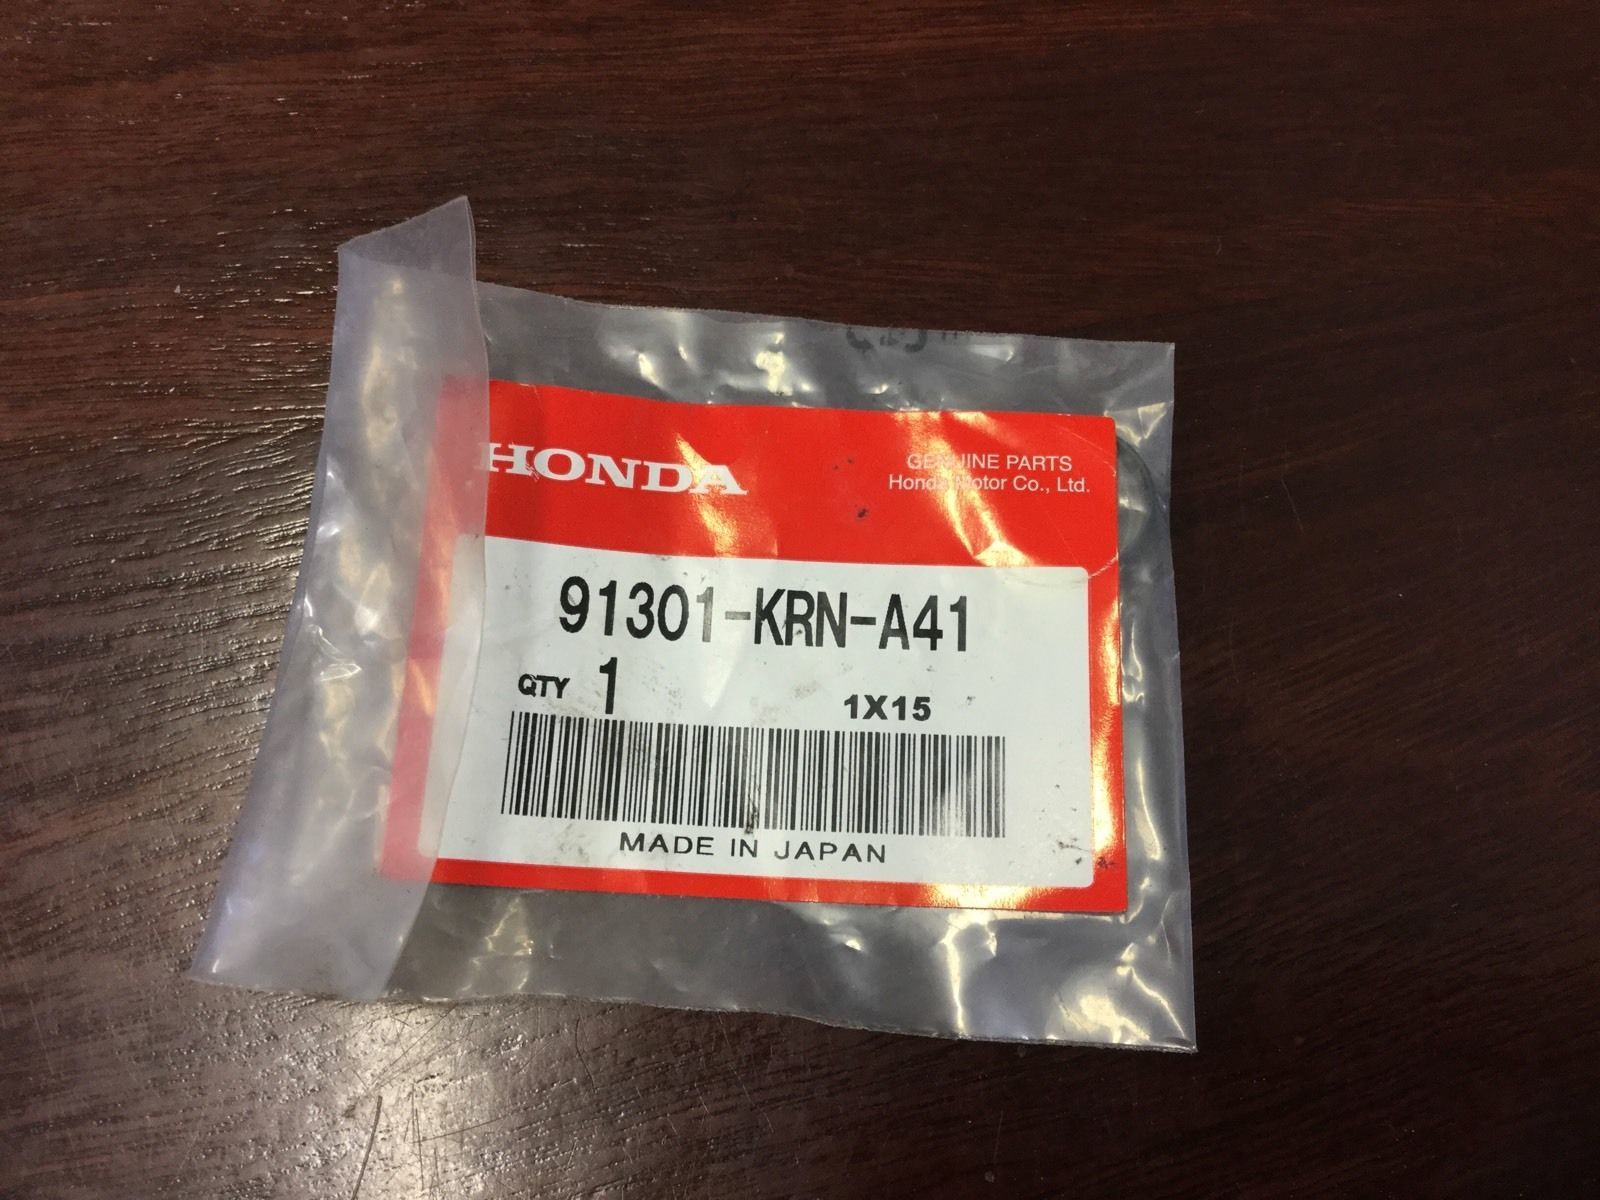 HONDA
GENUINE PARTS
Honda Motor Co., Ltd.
91301-KRN-A41
QTY 1
1X15
MADE IN JAPAN